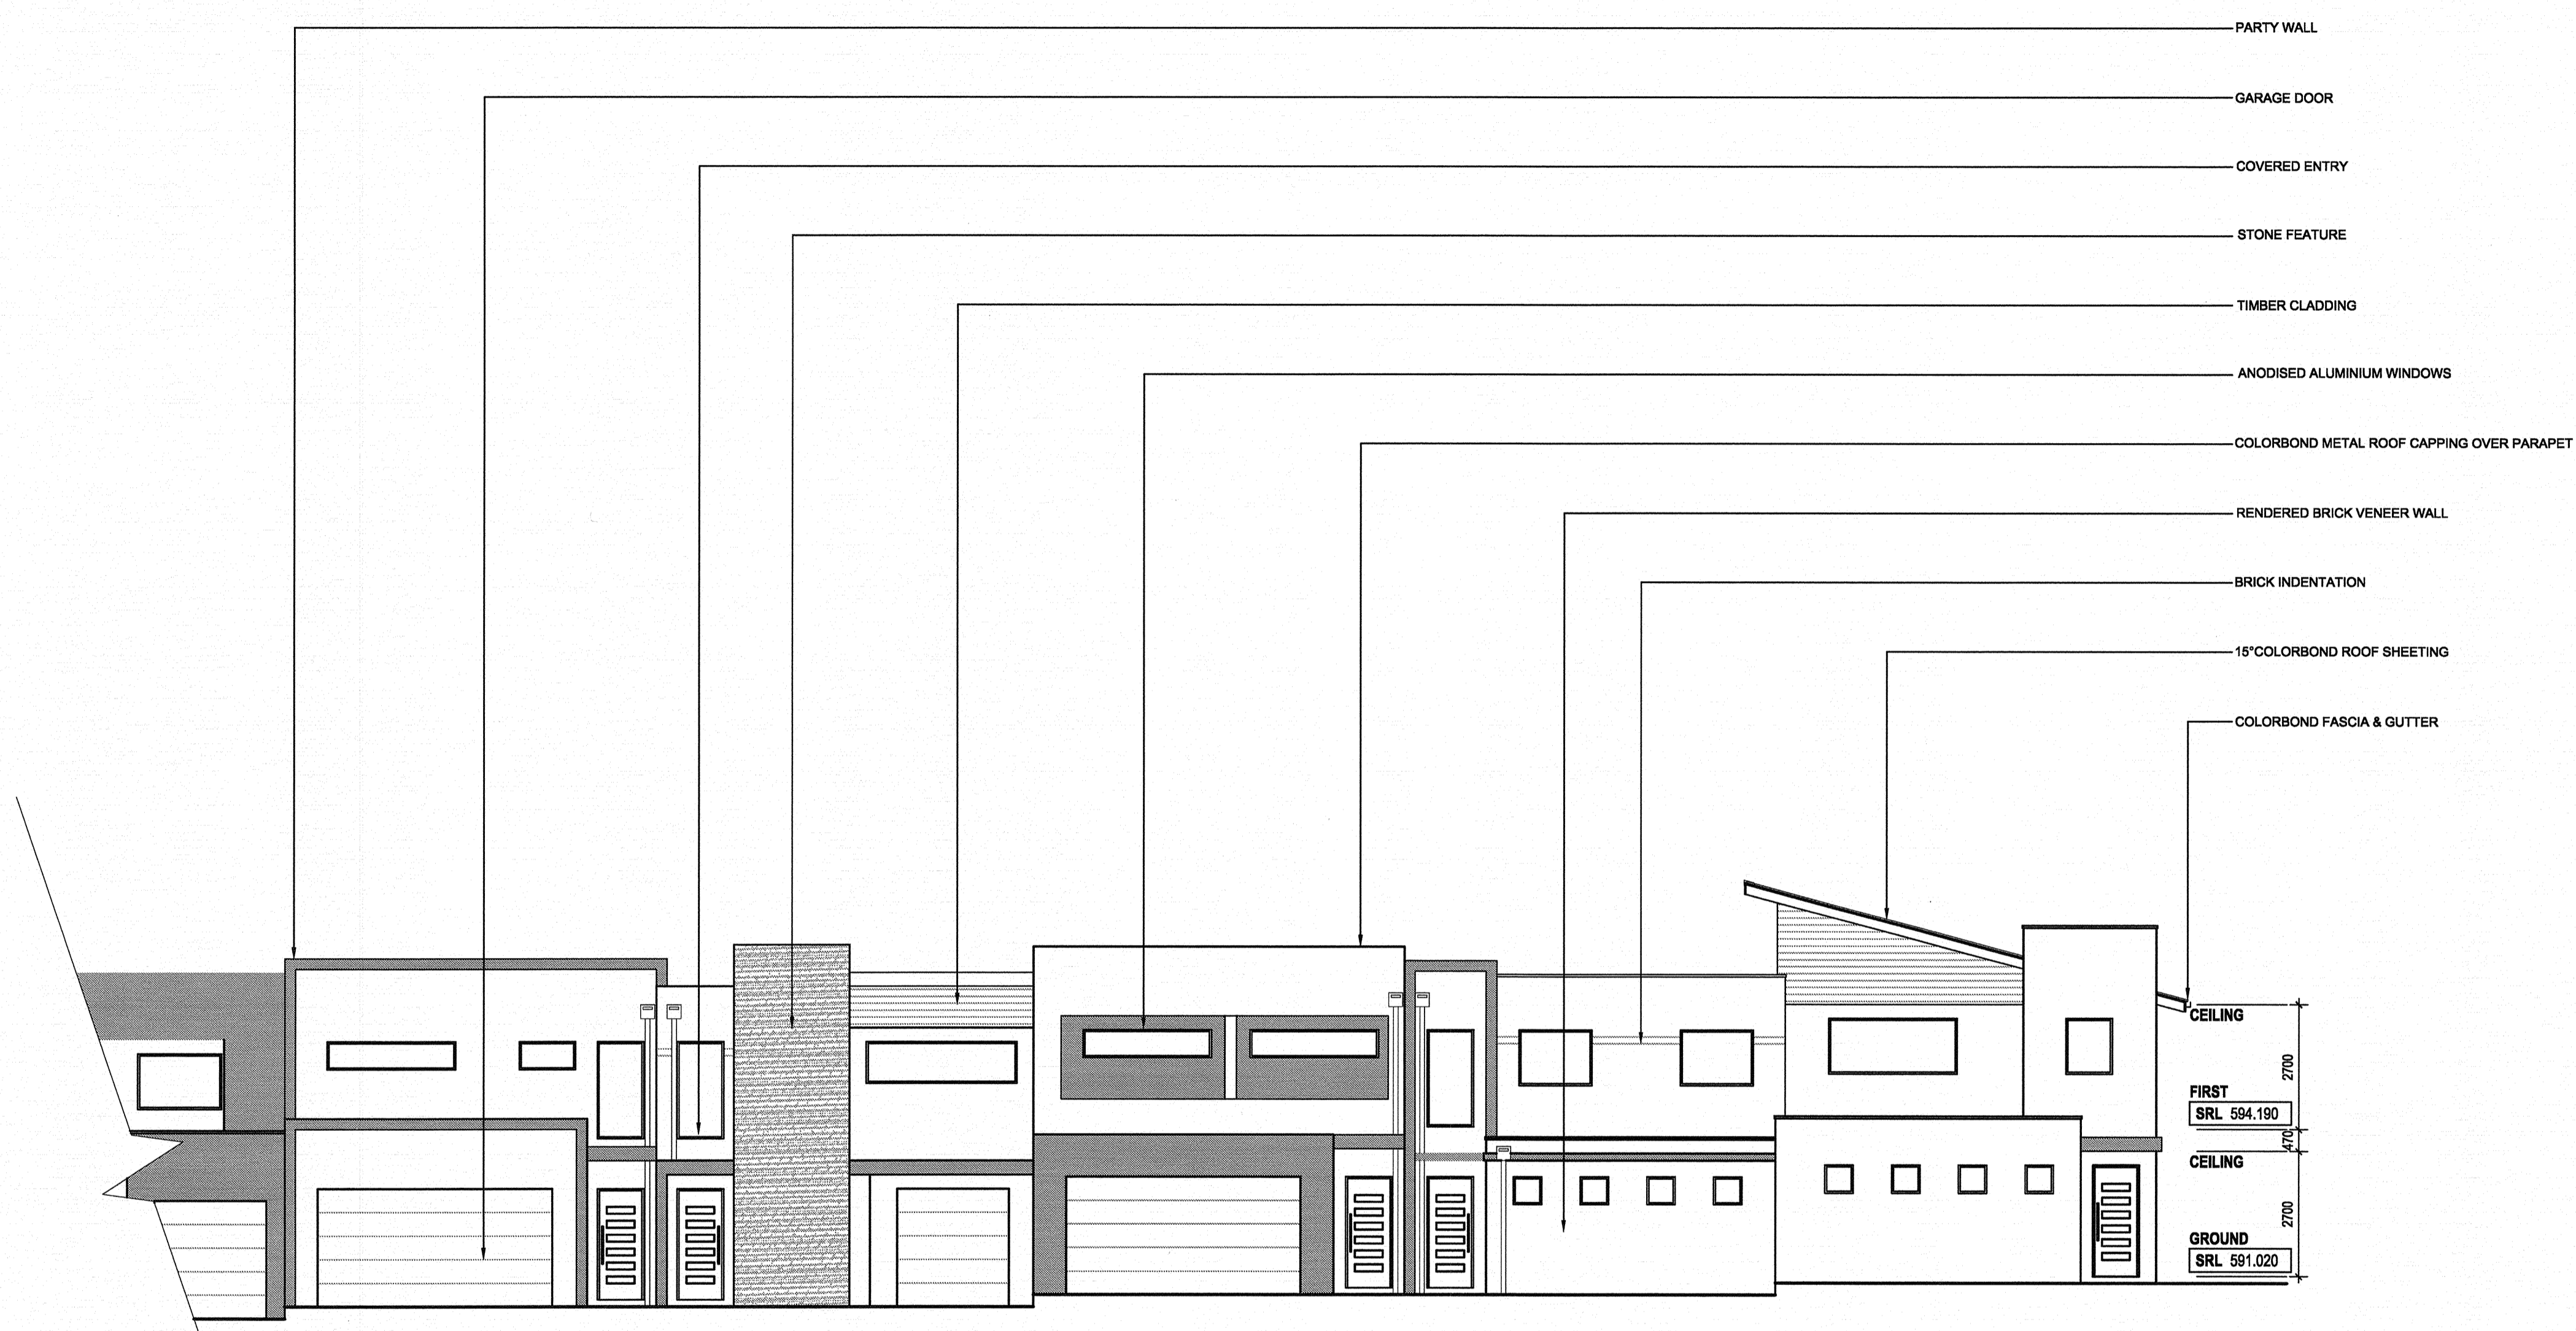 PARTY WALL
GARAGE DOOR
COVERED ENTRY
STONE FEATURE
TIMBER CLADDING
ANODISED ALUMINIUM WINDOWS
COLORBOND METAL ROOF CAPPING OVER PARAPET
RENDERED BRICK VENEER WALL
BRICK INDENTATION
15°COLORBOND ROOF SHEETING
COLORBOND FASCIA & GUTTER
CEILING
2700
FIRST
SRL 594.190
470
CEILING
2700
GROUND
SRL 591.020